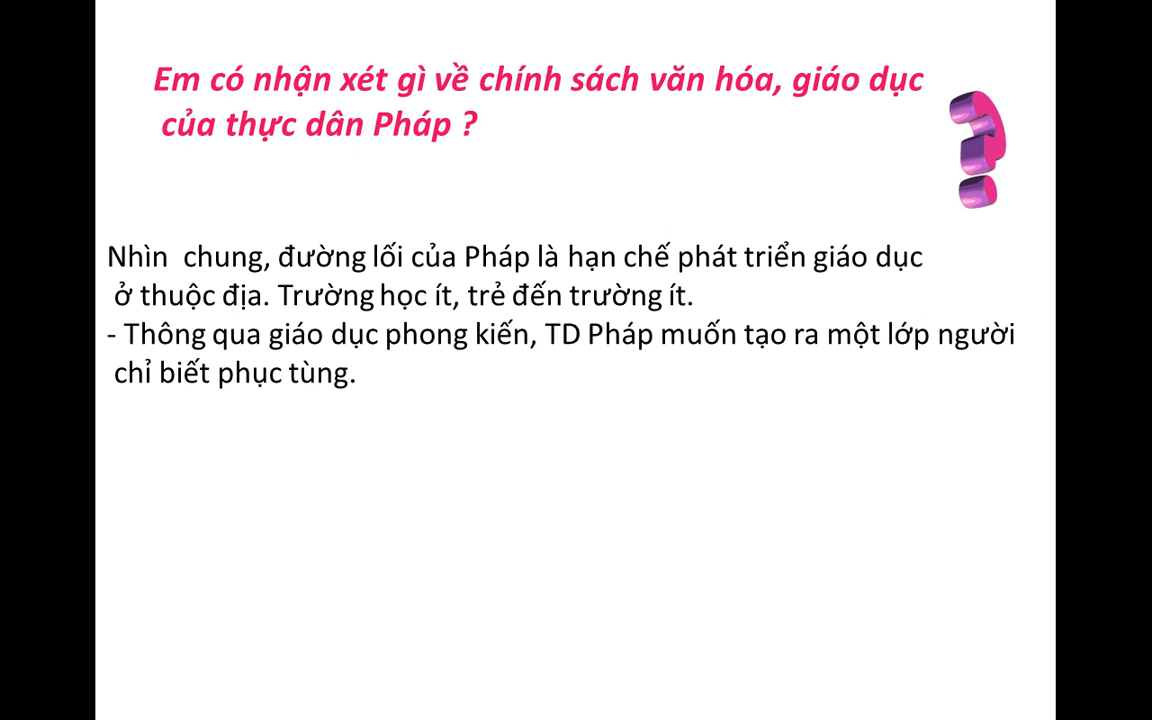 Em có nhận xét gì về chính sách văn hóa, giáo dục
của thực dân Pháp ?
Nhìn chung, đường lối của Pháp là hạn chế phát triển giáo dục
ở thuộc địa. Trường học ít, trẻ đến trường ít.
- Thông qua giáo dục phong kiến, TD Pháp muốn tạo ra một lớp người
chỉ biết phục tùng.